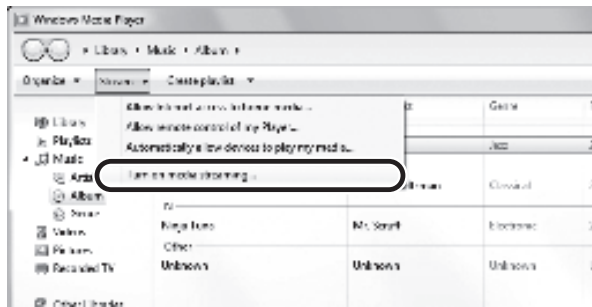 Windows Media Player
Library Music Album
Organize Stream Create playlist
Allow Internet access to home media...
Allow remote control of my Player...
Automatically allow devices to play my media...
Turn on media streaming...
Genre
Library
Playlists
Jazz
Music
Artist
Album
Classical
Genre
Videos
Ninja Tuna
Mr. Scruff
Electronic
Pictures
Other
Recorded TV
Unknown
Unknown
Unknown
Other Libraries